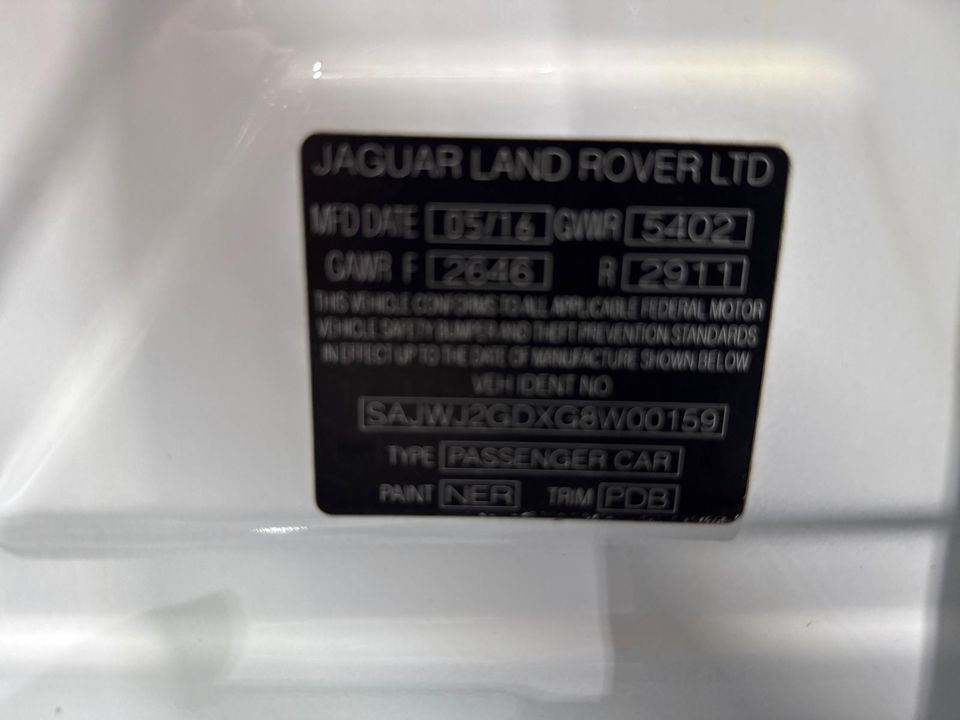 JAGUAR LAND ROVER LTD
MFD DATE 05/16 GVWR 5402
GAWR F 2646 R 2911
THIS VEHICLE CONFORMS TO ALL APPLICABLE FEDERAL MOTOR
VEHICLE SAFETY BUMPER AND THEFT PREVENTION STANDARDS
IN EFFECT UP TO THE DATE OF MANUFACTURE SHOWN BELOW
VEH IDENT NO
SAJWJ2GDXG8W00159
TYPE PASSENGER CAR
PAINT NER TRIM PDB